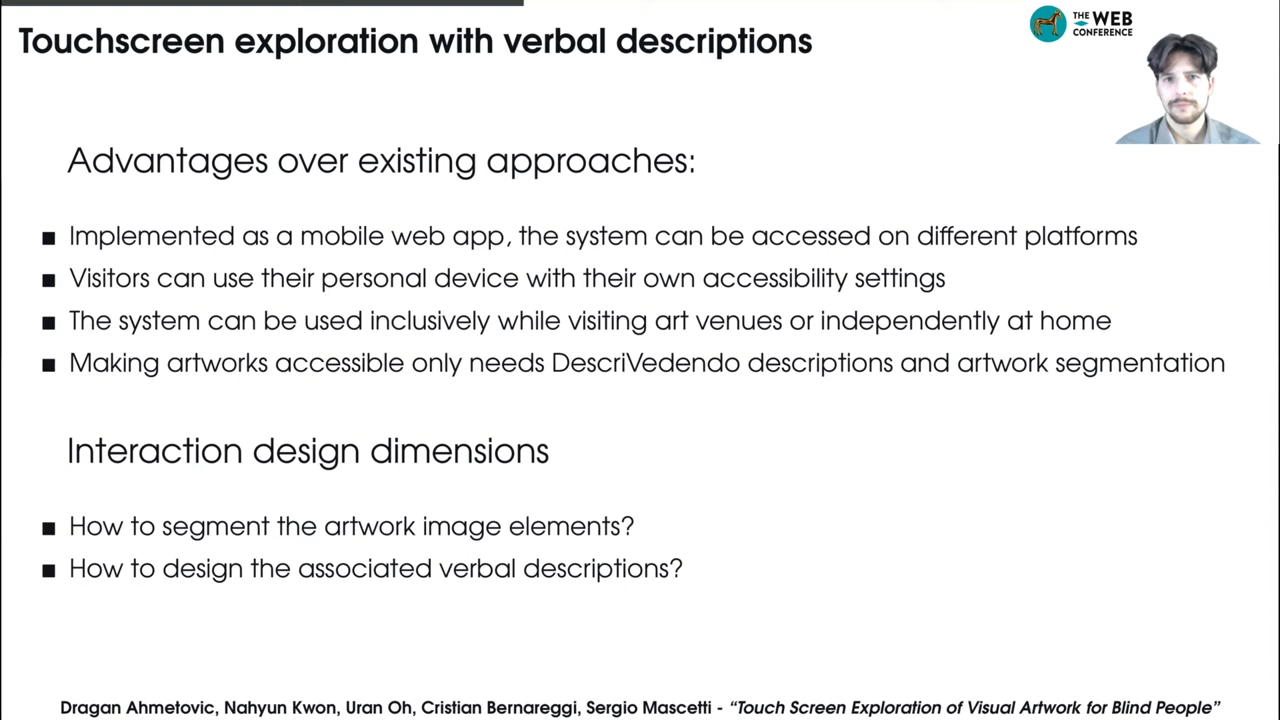 Touchscreen exploration with verbal descriptions
THE WEB
CONFERENCE
Advantages over existing approaches:
■ Implemented as a mobile web app, the system can be accessed on different platforms
■ Visitors can use their personal device with their own accessibility settings
■ The system can be used inclusively while visiting art venues or independently at home
■ Making artworks accessible only needs DescriVedendo descriptions and artwork segmentation
Interaction design dimensions
■ How to segment the artwork image elements?
■ How to design the associated verbal descriptions?
Dragan Ahmetovic, Nahyun Kwon, Uran Oh, Cristian Bernareggi, Sergio Mascetti - “Touch Screen Exploration of Visual Artwork for Blind People”